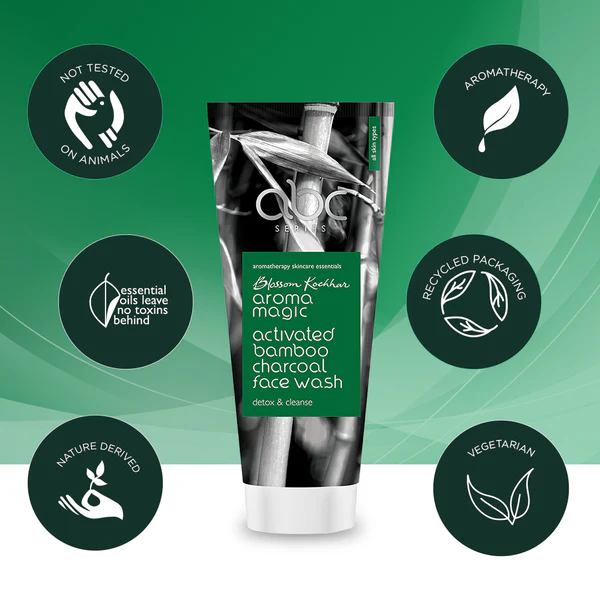 NOT TESTED
ON ANIMALS
essential
oils leave
no toxins
behind
NATURE DERIVED
all skin types
abc
SERIES
aromatherapy skincare essentials
Blossom Kochhar
aroma
magic
activated
bamboo
charcoal
face wash
detox & cleanse
AROMATHERAPY
RECYCLED PACKAGING
VEGETARIAN